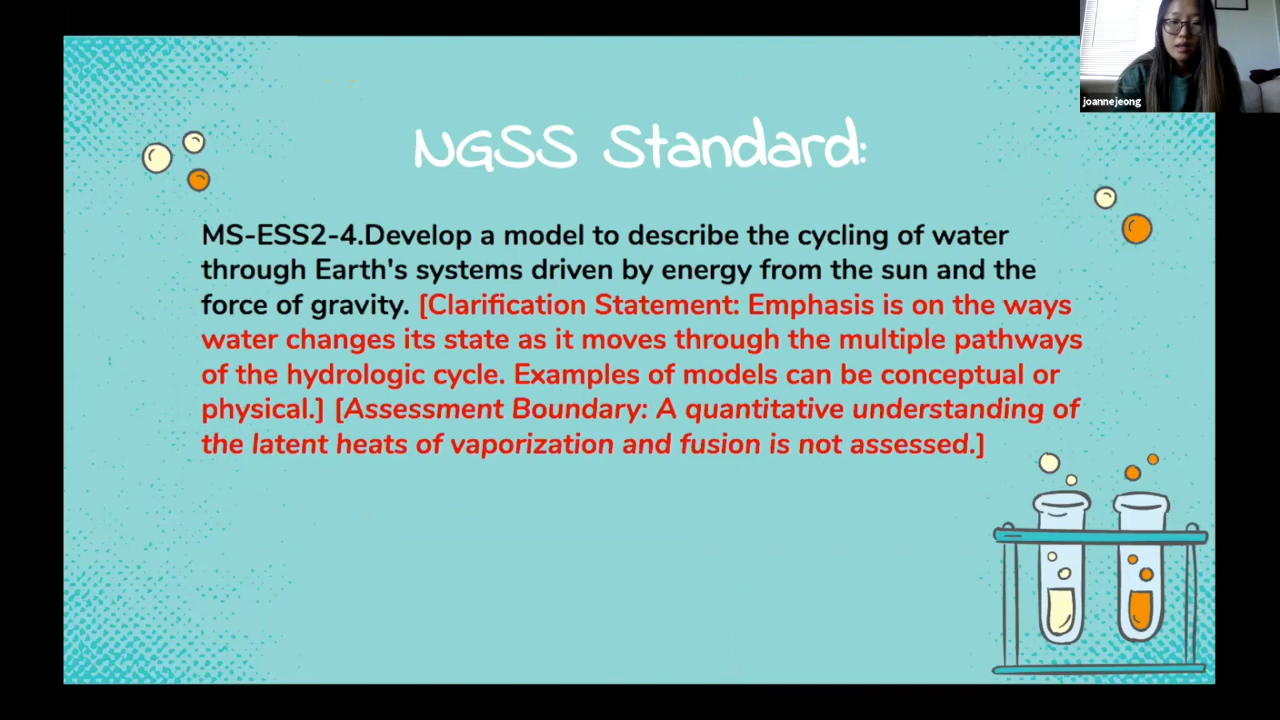 joannejeong
NGSS Standard:
MS-ESS2-4.Develop a model to describe the cycling of water
through Earth's systems driven by energy from the sun and the
force of gravity. [Clarification Statement: Emphasis is on the ways
water changes its state as it moves through the multiple pathways
of the hydrologic cycle. Examples of models can be conceptual or
physical.] [Assessment Boundary: A quantitative understanding of
the latent heats of vaporization and fusion is not assessed.]